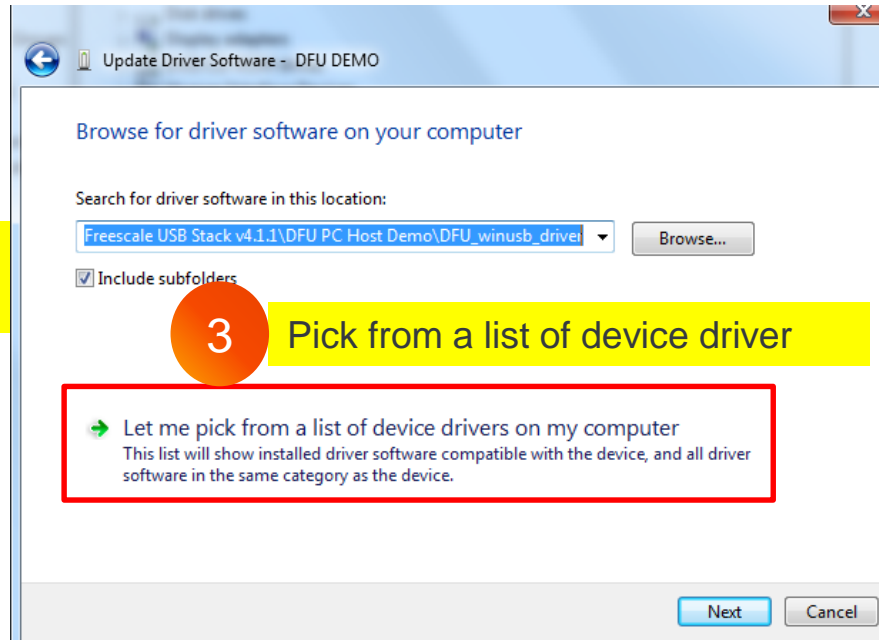 Update Driver Software - DFU DEMO
Browse for driver software on your computer
Search for driver software in this location:
Freescale USB Stack v4.1.1\DFU PC Host Demo\DFU_winusb_driver
Browse...
Include subfolders
3 Pick from a list of device driver
Let me pick from a list of device drivers on my computer
This list will show installed driver software compatible with the device, and all driver
software in the same category as the device.
Next Cancel